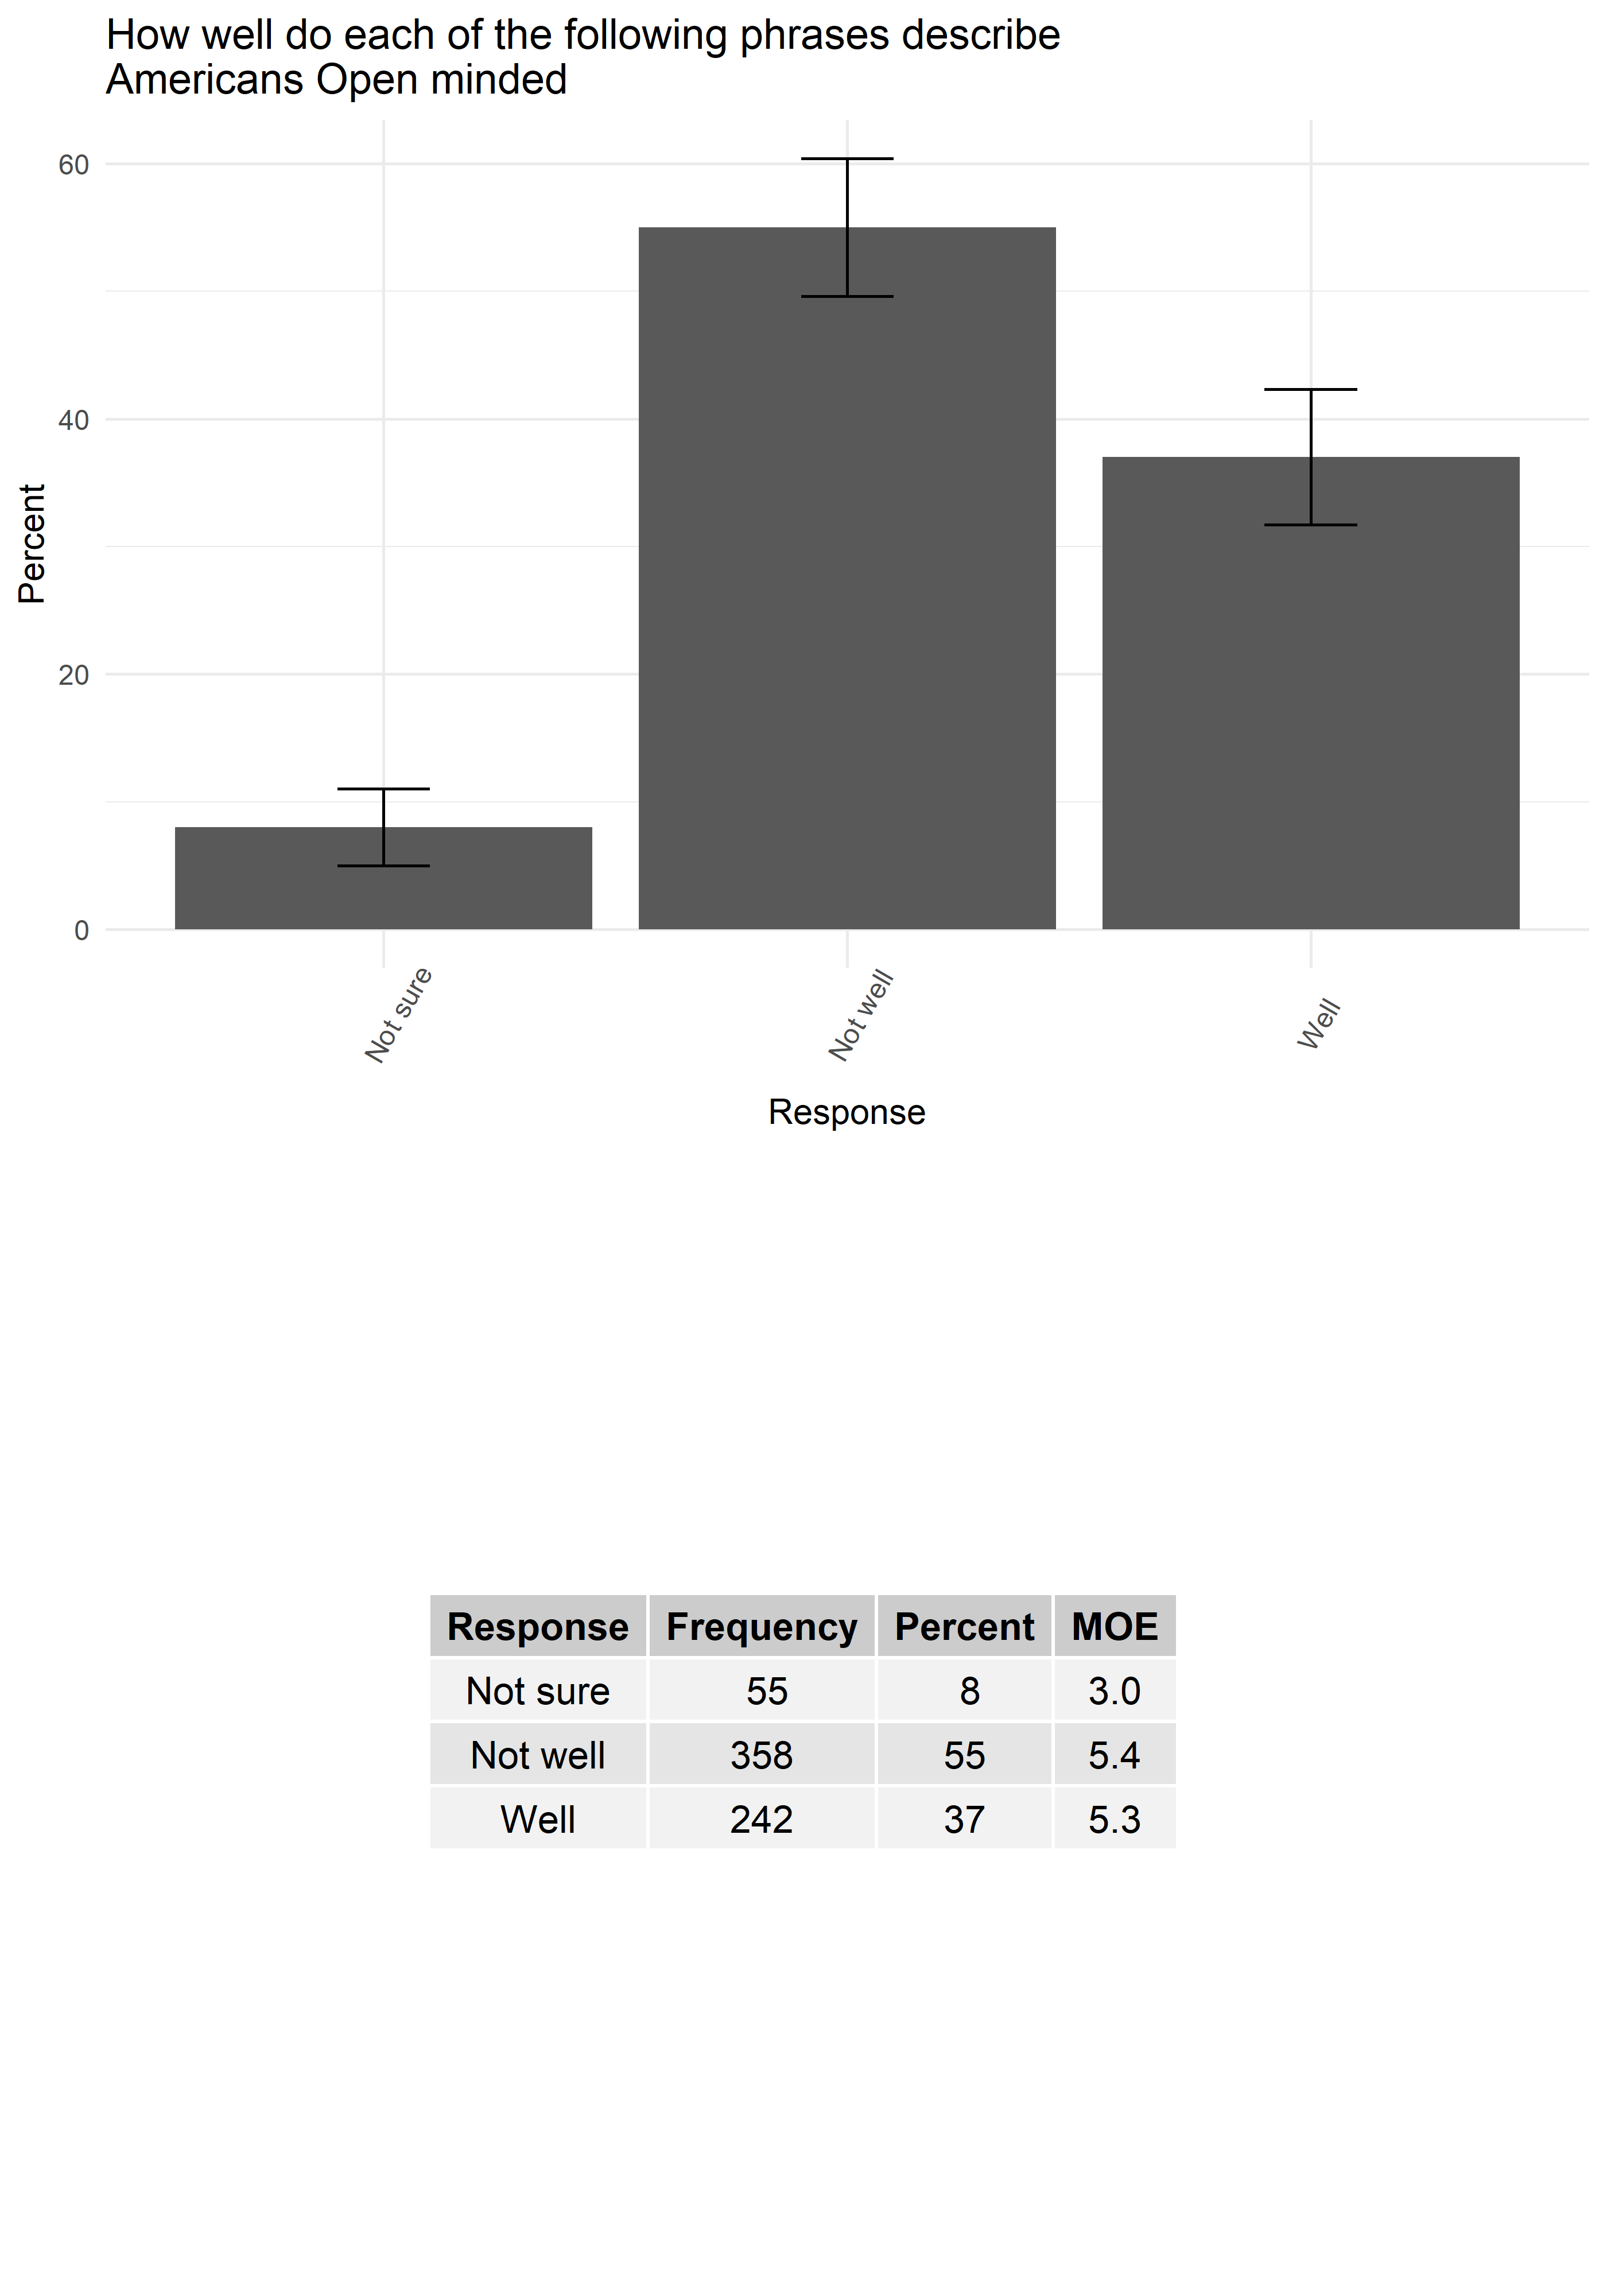 How well do each of the following phrases describe
Americans Open minded
60
40
20
0
Percent
Not sure
Not well
Well
Response
Response Frequency Percent MOE
Not sure 55 8 3.0
Not well 358 55 5.4
Well 242 37 5.3